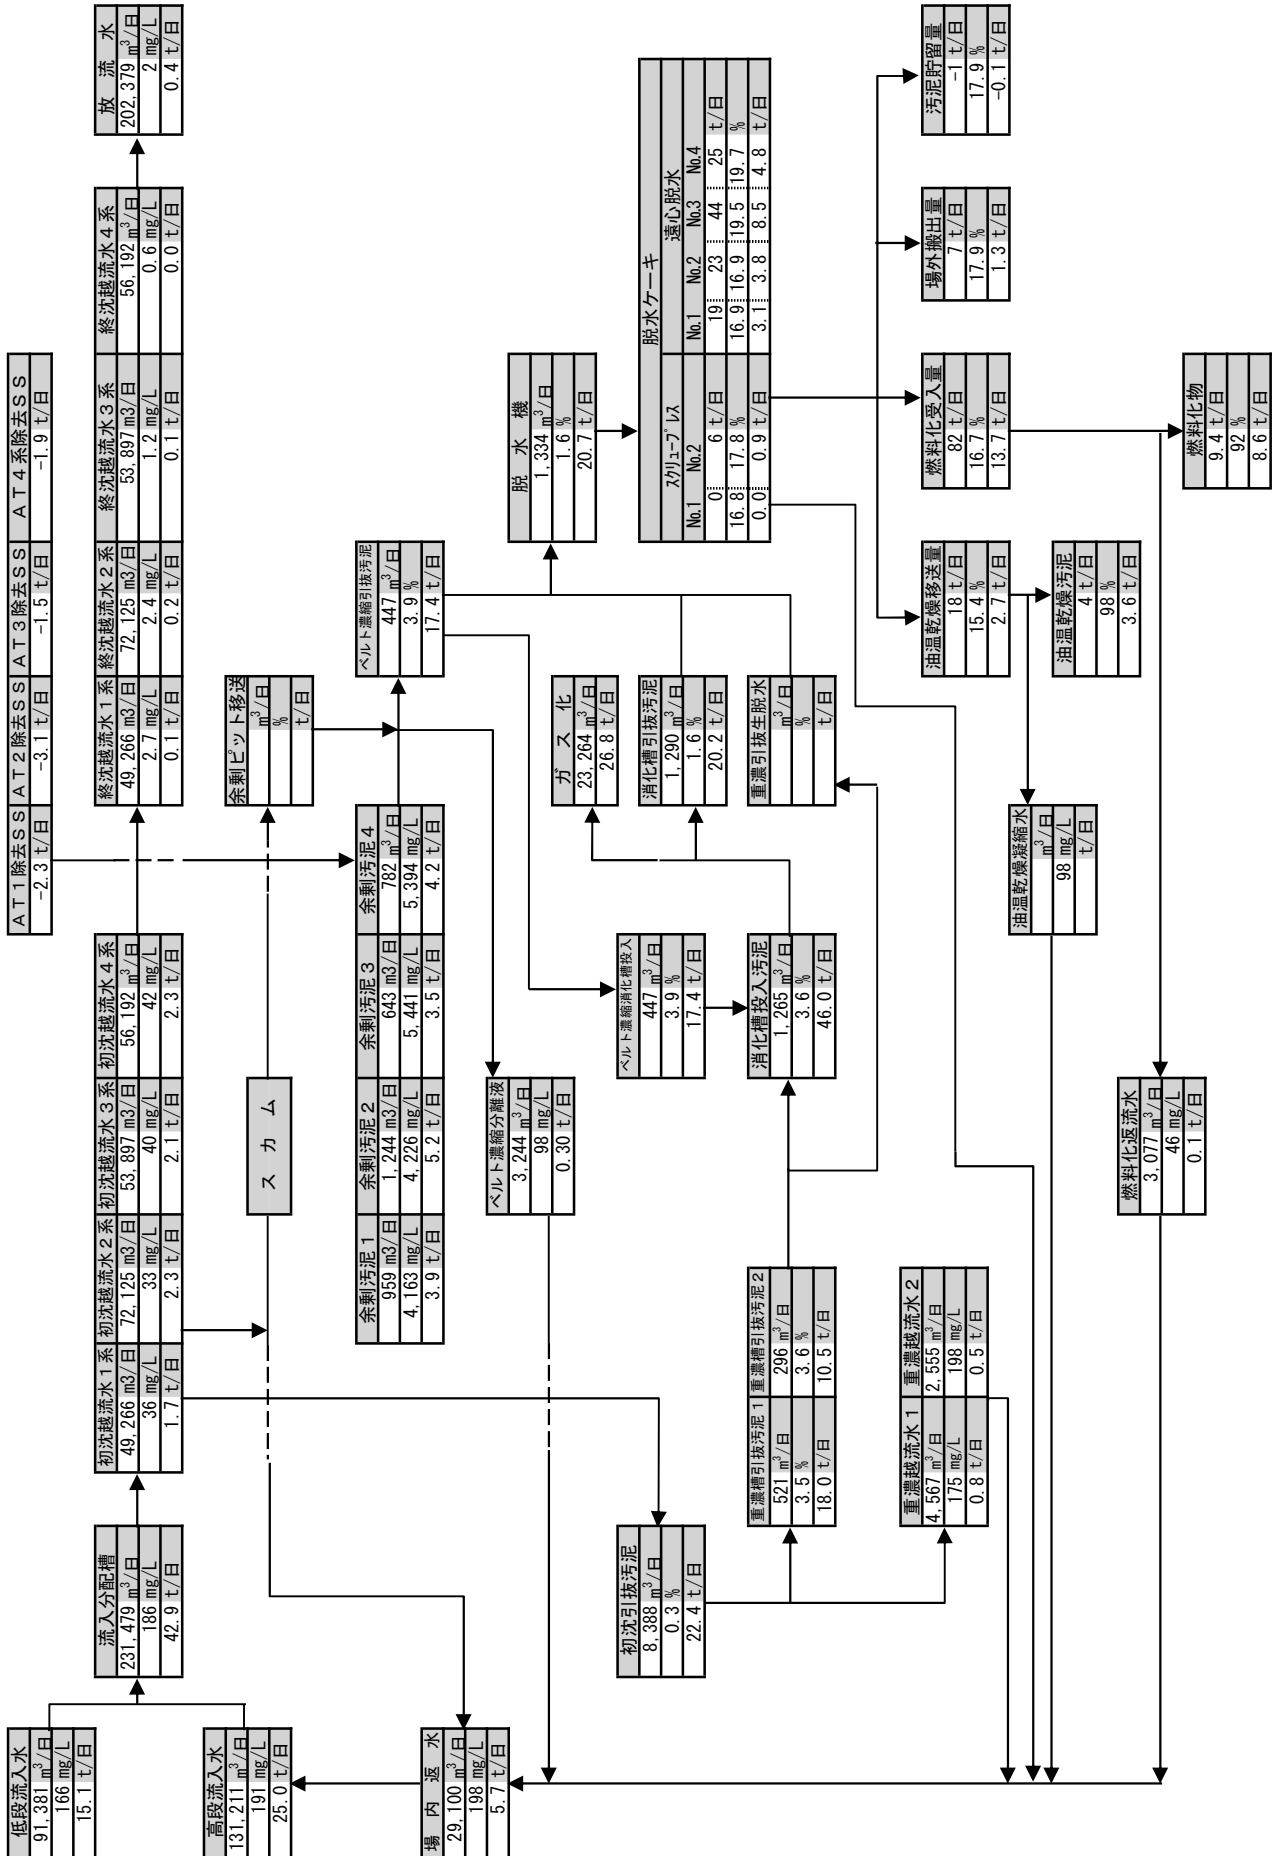 低段流入水
91,381 m³/日
166 mg/L
15.1 t/日
高段流入水
131,211 m³/日
191 mg/L
25.0 t/日
場内返水
29,100 m³/日
198 mg/L
5.7 t/日
流入分配槽
231,479 m³/日
186 mg/L
42.9 t/日
初沈越流水1系 初沈越流水2系 初沈越流水3系 初沈越流水4系
49,266 m3/日 72,125 m3/日 53,897 m3/日 56,192 m³/日
36 mg/L 33 mg/L 40 mg/L 42 mg/L
1.7 t/日 2.3 t/日 2.1 t/日 2.3 t/日
AT1除去SS AT2除去SS AT3除去SS AT4系除去SS
-2.3 t/日 -3.1 t/日 -1.5 t/日 -1.9 t/日
終沈越流水1系 終沈越流水2系 終沈越流水3系 終沈越流水4系
49,266 m3/日 72,125 m3/日 53,897 m3/日 56,192 m³/日
2.7 mg/L 2.4 mg/L 1.2 mg/L 0.6 mg/L
0.1 t/日 0.2 t/日 0.1 t/日 0.0 t/日
放流水
202,379 m³/日
2 mg/L
0.4 t/日
スカム
余剰ピット移送
m³/日
%
t/日
余剰汚泥1 余剰汚泥2 余剰汚泥3 余剰汚泥4
959 m3/日 1,244 m3/日 643 m3/日 782 m³/日
4,163 mg/L 4,226 mg/L 5,441 mg/L 5,394 mg/L
3.9 t/日 5.2 t/日 3.5 t/日 4.2 t/日
ベルト濃縮引抜汚泥
447 m³/日
3.9 %
17.4 t/日
ベルト濃縮分離液
3,244 m³/日
98 mg/L
0.30 t/日
初沈引抜汚泥
8,388 m³/日
0.3 %
22.4 t/日
ベルト濃縮消化槽投入
447 m³/日
3.9 %
17.4 t/日
ガス化
23,264 m³/日
26.8 t/日
消化槽引抜汚泥
1,290 m³/日
1.6 %
20.2 t/日
重濃引抜生脱水
m³/日
%
t/日
消化槽投入汚泥
1,265 m³/日
3.6 %
46.0 t/日
重濃槽引抜汚泥1 重濃槽引抜汚泥2
521 m³/日 296 m³/日
3.5 % 3.6 %
18.0 t/日 10.5 t/日
重濃越流水1 重濃越流水2
4,567 m³/日 2,555 m³/日
175 mg/L 198 mg/L
0.8 t/日 0.5 t/日
脱水機
1,334 m³/日
1.6 %
20.7 t/日
脱水ケーキ
スクリュープレス 遠心脱水
No.1 No.2 No.1 No.2 No.3 No.4
0 6 t/日 19 23 44 25 t/日
16.8 17.8 % 16.9 16.9 19.5 19.7 %
0.0 0.9 t/日 3.1 3.8 8.5 4.8 t/日
油温乾燥移送量
18 t/日
15.4 %
2.7 t/日
燃料化受入量
82 t/日
16.7 %
13.7 t/日
場外搬出量
7 t/日
17.9 %
1.3 t/日
汚泥貯留量
-1 t/日
17.9 %
-0.1 t/日
油温乾燥汚泥
4 t/日
98 %
3.6 t/日
油温乾燥凝縮水
m³/日
98 mg/L
t/日
燃料化返流水
3,077 m³/日
46 mg/L
0.1 t/日
燃料化物
9.4 t/日
92 %
8.6 t/日